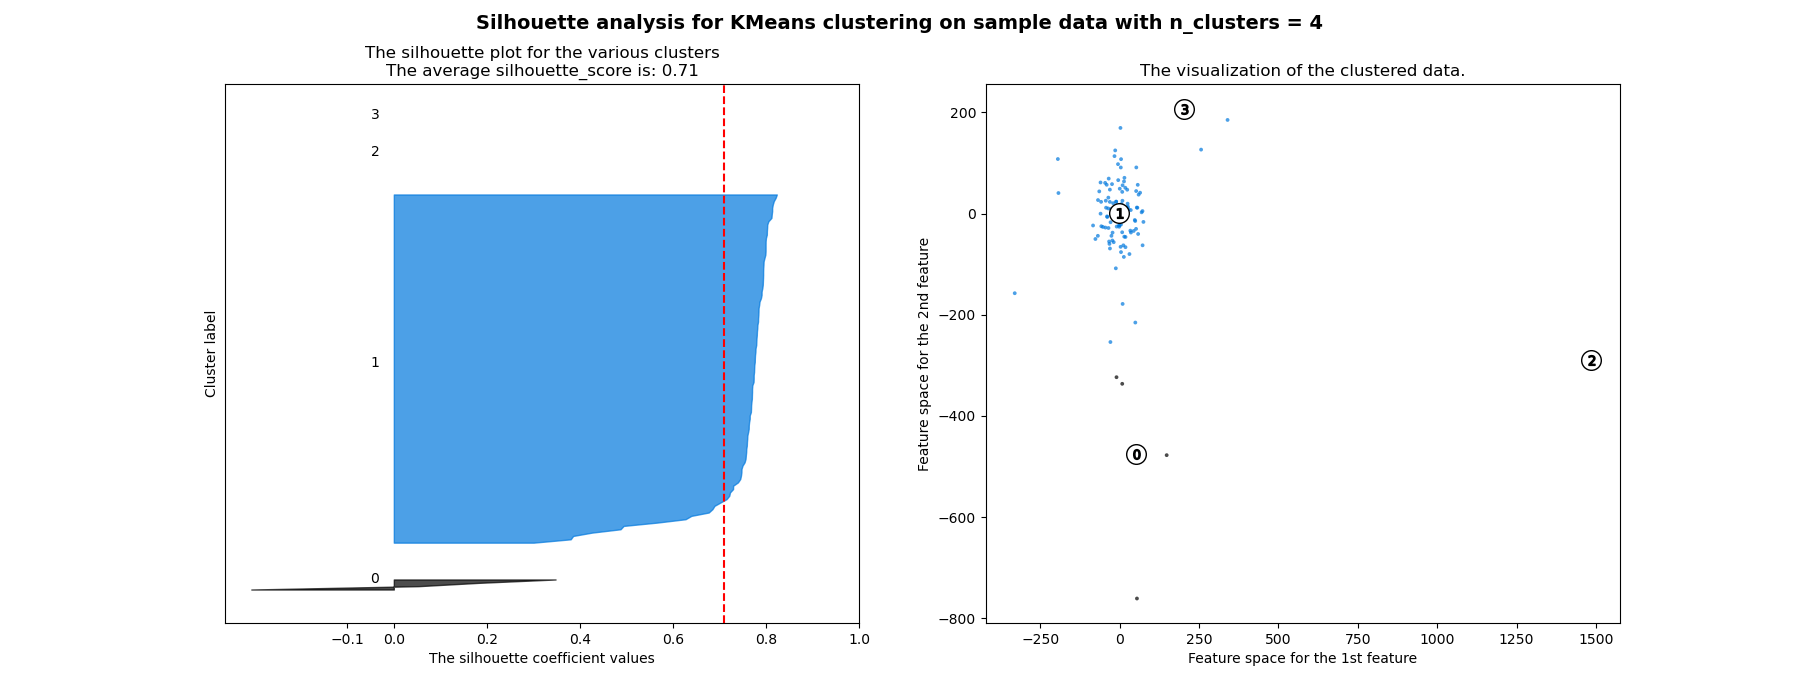 Silhouette analysis for KMeans clustering on sample data with n_clusters = 4
The silhouette plot for the various clusters
The average silhouette_score is: 0.71
3
2
1
0
Cluster label
−0.1 0.0 0.2 0.4 0.6 0.8 1.0
The silhouette coefficient values
The visualization of the clustered data.
200
0
−200
−400
−600
−800
Feature space for the 2nd feature
3
1
2
0
−250 0 250 500 750 1000 1250 1500
Feature space for the 1st feature